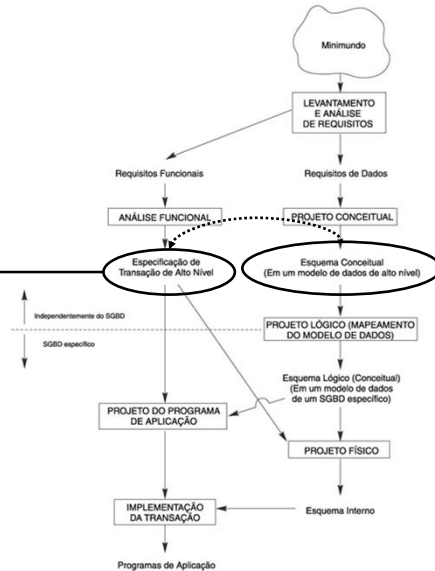 Minimundo
LEVANTAMENTO
E ANÁLISE
DE REQUISITOS
Requisitos Funcionais
Requisitos de Dados
ANÁLISE FUNCIONAL
PROJETO CONCEITUAL
Especificação de
Transação de Alto Nível
Esquema Conceitual
(Em um modelo de dados de alto nível)
Independentemente do SGBD
SGBD específico
PROJETO LÓGICO (MAPEAMENTO
DO MODELO DE DADOS)
Esquema Lógico (Conceitual)
(Em um modelo de dados
de um SGBD específico)
PROJETO DO PROGRAMA
DE APLICAÇÃO
PROJETO FÍSICO
IMPLEMENTAÇÃO
DA TRANSAÇÃO
Esquema Interno
Programas de Aplicação